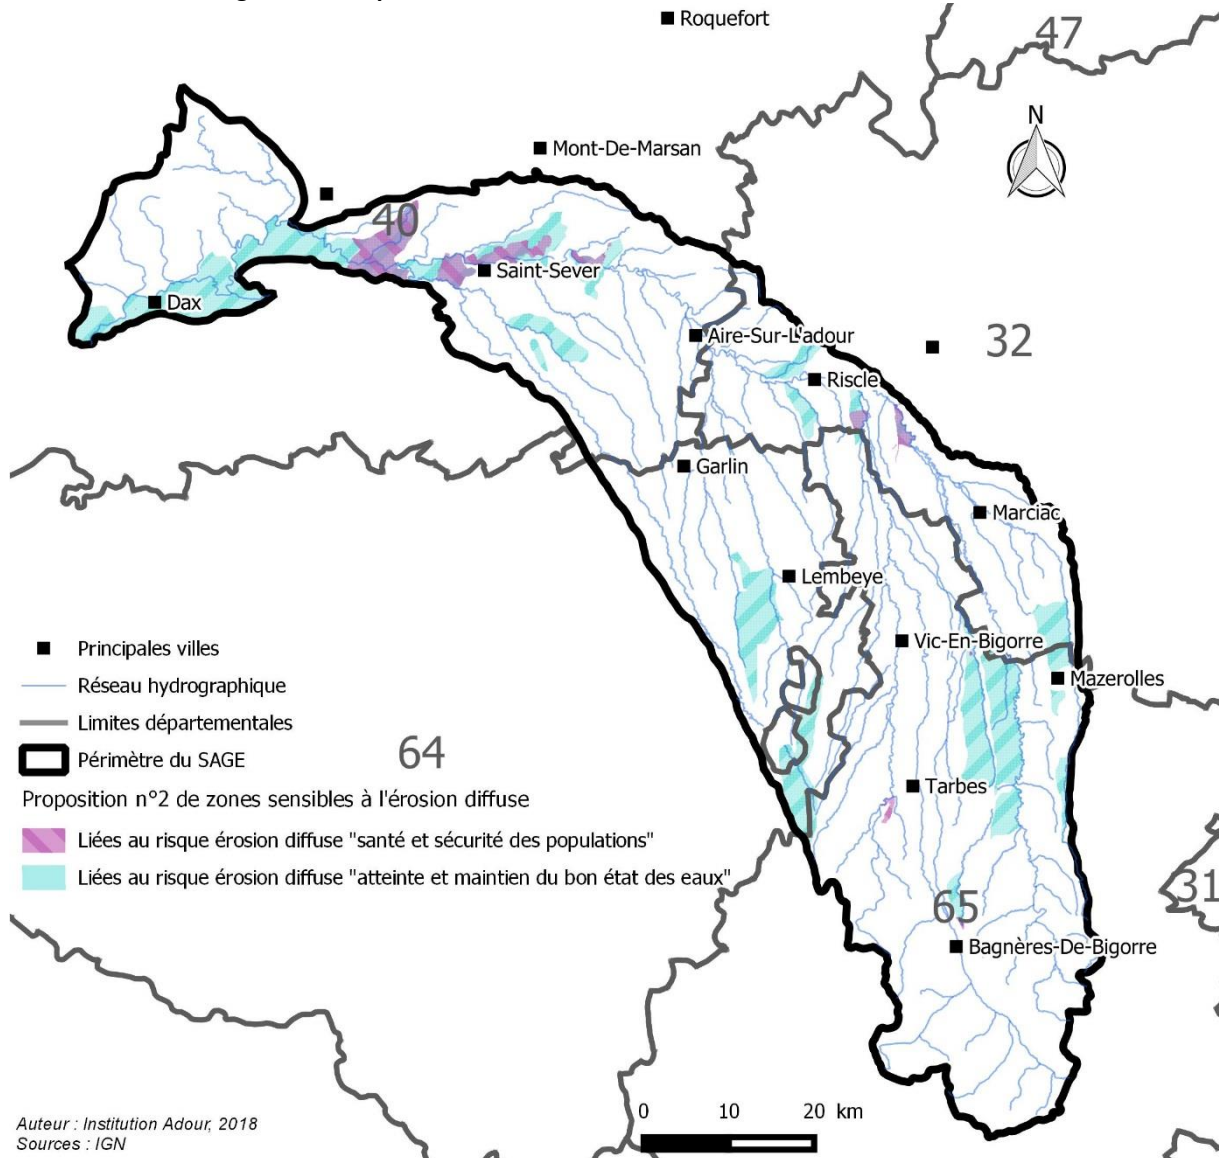 Roquefort
47
N
Mont-De-Marsan
40
Saint-Sever
Dax
Aire-Sur-L'adour
32
Riscle
Garlin
Marciac
Lembeye
Vic-En-Bigorre
Mazerolles
Principales villes
Réseau hydrographique
Limites départementales
Périmètre du SAGE
64
Tarbes
Proposition n°2 de zones sensibles à l'érosion diffuse
Liées au risque érosion diffuse "santé et sécurité des populations"
Liées au risque érosion diffuse "atteinte et maintien du bon état des eaux"
31
65
Bagnères-De-Bigorre
0 10 20 km
Auteur : Institution Adour, 2018
Sources : IGN